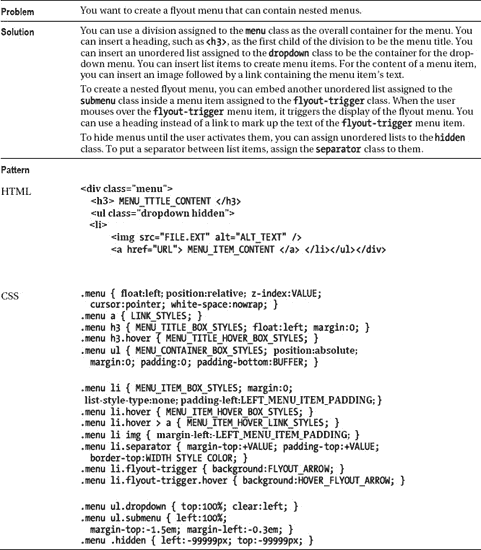 Problem You want to create a flyout menu that can contain nested menus.
Solution You can use a division assigned to the menu class as the overall container for the menu. You
can insert a heading, such as <h3>, as the first child of the division to be the menu title. You
can insert an unordered list assigned to the dropdown class to be the container for the drop-
down menu. You can insert list items to create menu items. For the content of a menu item,
you can insert an image followed by a link containing the menu item's text.
To create a nested flyout menu, you can embed another unordered list assigned to the
submenu class inside a menu item assigned to the flyout-trigger class. When the user
mouses over the flyout-trigger menu item, it triggers the display of the flyout menu. You
can use a heading instead of a link to mark up the text of the flyout-trigger menu item.
To hide menus until the user activates them, you can assign unordered lists to the hidden
class. To put a separator between list items, assign the separator class to them.
Pattern
HTML <div class="menu">
<h3> MENU_TITLE_CONTENT </h3>
<ul class="dropdown hidden">
<li>
<img src="FILE.EXT" alt="ALT_TEXT" />
<a href="URL"> MENU_ITEM_CONTENT </a> </li></ul></div>
CSS .menu { float:left; position:relative; z-index:VALUE;
cursor:pointer; white-space:nowrap; }
.menu a { LINK_STYLES; }
.menu h3 { MENU_TITLE_BOX_STYLES; float:left; margin:0; }
.menu h3.hover { MENU_TITLE_HOVER_BOX_STYLES; }
.menu ul { MENU_CONTAINER_BOX_STYLES; position:absolute;
margin:0; padding:0; padding-bottom:BUFFER; }
.menu li { MENU_ITEM_BOX_STYLES; margin:0;
list-style-type:none; padding-left:LEFT_MENU_ITEM_PADDING; }
.menu li.hover { MENU_ITEM_HOVER_BOX_STYLES; }
.menu li.hover > a { MENU_ITEM_HOVER_LINK_STYLES; }
.menu li img { margin-left:-LEFT_MENU_ITEM_PADDING; }
.menu li.separator { margin-top:+VALUE; padding-top:+VALUE;
border-top:WIDTH STYLE COLOR; }
.menu li.flyout-trigger { background:FLYOUT_ARROW; }
.menu li.flyout-trigger.hover { background:HOVER_FLYOUT_ARROW; }
.menu ul.dropdown { top:100%; clear:left; }
.menu ul.submenu { left:100%;
margin-top:-1.5em; margin-left:-0.3em; }
.menu .hidden { left:-99999px; top:-99999px; }